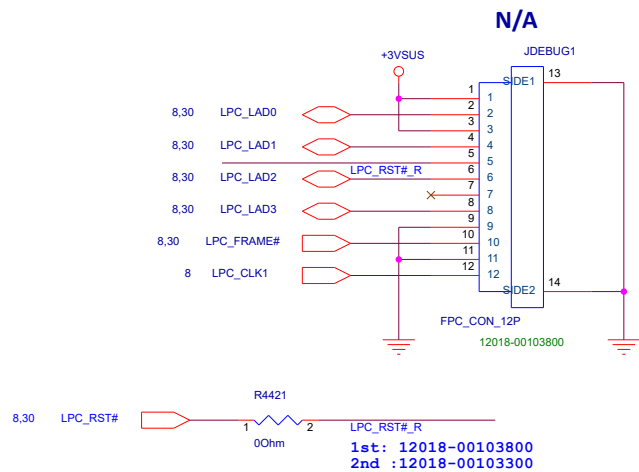 N/A
JDEBUG1
+3VSUS
SIDE1 13
1 1
8,30 LPC_LAD0 2 2
3 3
8,30 LPC_LAD1 4 4
5 5
LPC_RST#_R
8,30 LPC_LAD2 6 6
7 7
8,30 LPC_LAD3 8 8
9 9
8,30 LPC_FRAME# 10 10
11 11
8 LPC_CLK1 12 12
SIDE2 14
FPC_CON_12P
12018-00103800
R4421
8,30 LPC_RST# 1 2
LPC_RST#_R
0Ohm
1st: 12018-00103800
2nd :12018-00103300